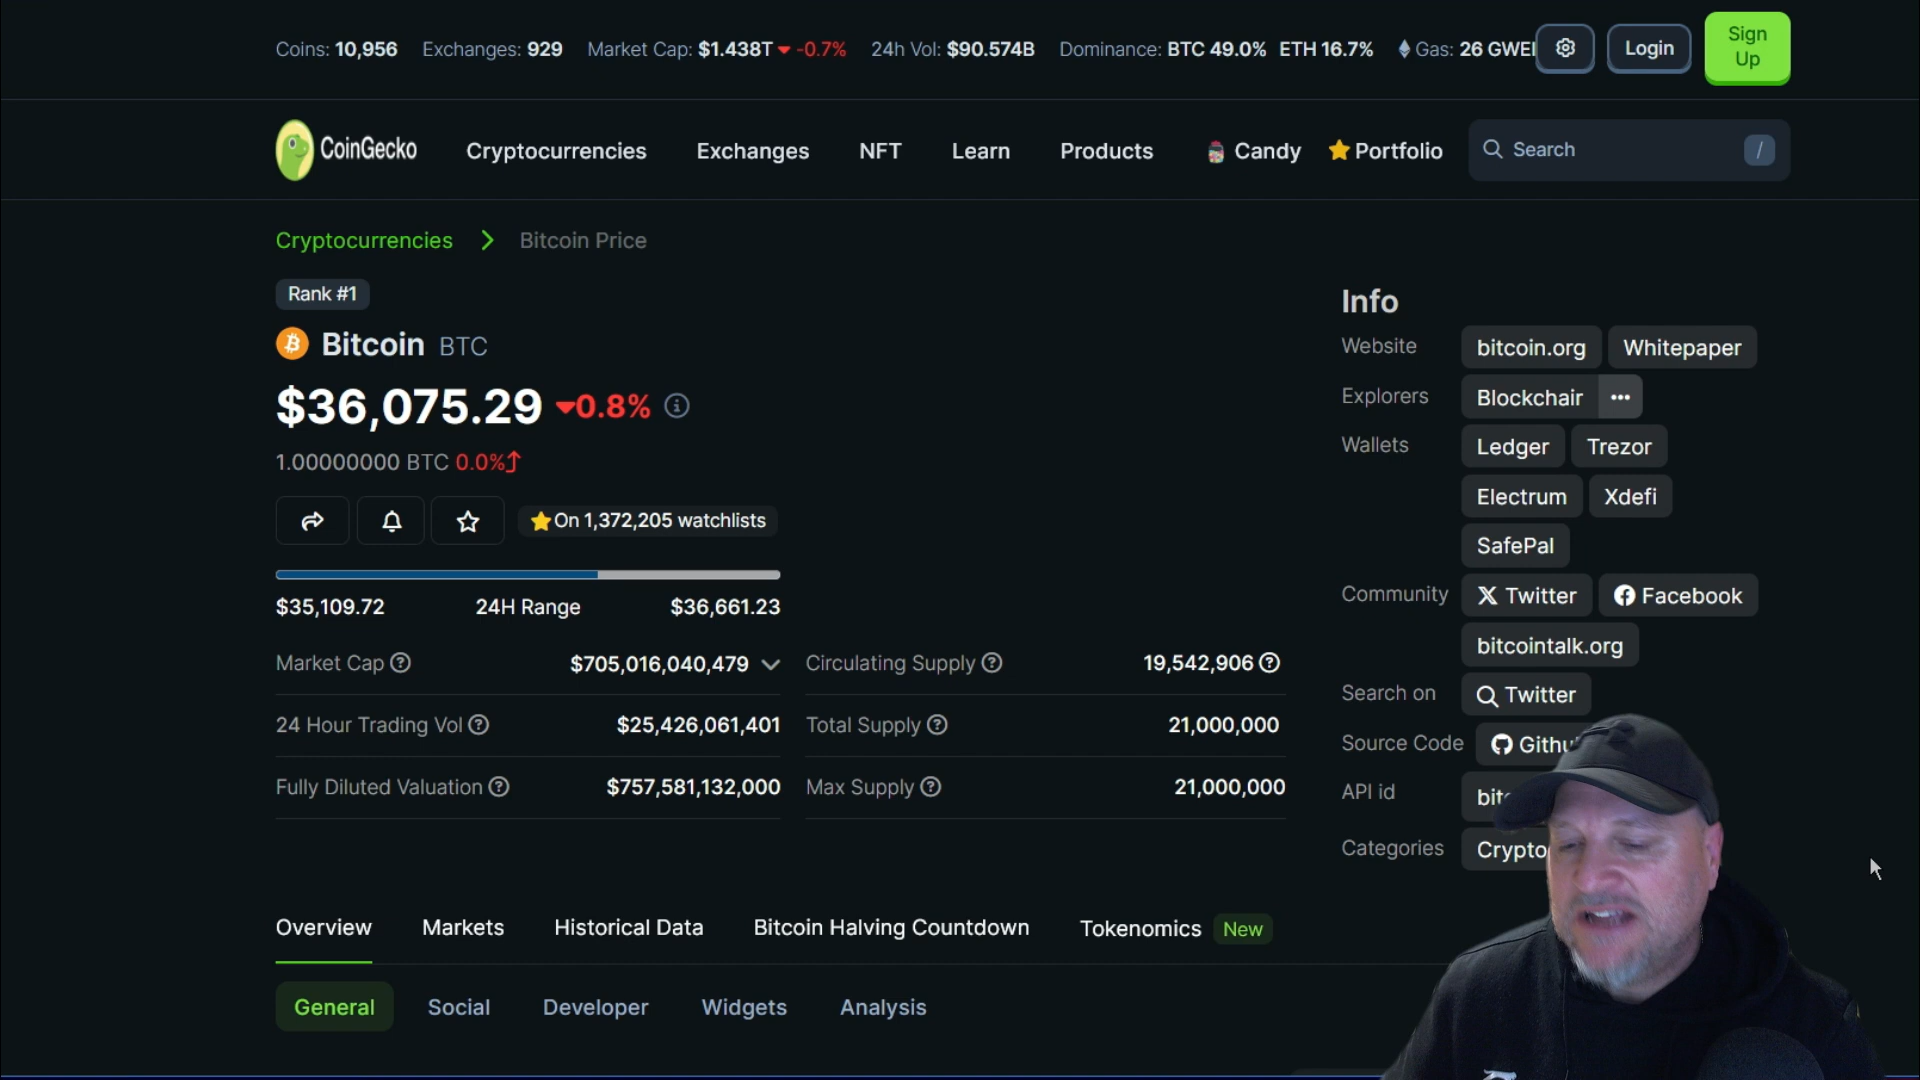 Coins: 10,956 Exchanges: 929 Market Cap: $1.438T -0.7% 24h Vol: $90.574B Dominance: BTC 49.0% ETH 16.7% Gas: 26 GWEI
Login
Sign
Up
CoinGecko Cryptocurrencies Exchanges NFT Learn Products Candy Portfolio Search /
Cryptocurrencies Bitcoin Price
Rank #1
Bitcoin BTC
$36,075.29 0.8%
1.00000000 BTC 0.0%
On 1,372,205 watchlists
$35,109.72 24H Range $36,661.23
Market Cap $705,016,040,479
24 Hour Trading Vol $25,426,061,401
Fully Diluted Valuation $757,581,132,000
Circulating Supply 19,542,906
Total Supply 21,000,000
Max Supply 21,000,000
Info
Website bitcoin.org Whitepaper
Explorers Blockchair •••
Wallets Ledger Trezor
Electrum Xdefi
SafePal
Community Twitter Facebook
bitcointalk.org
Search on Twitter
Source Code Githu
API id bit
Categories Crypto
Overview Markets Historical Data Bitcoin Halving Countdown Tokenomics New
General Social Developer Widgets Analysis